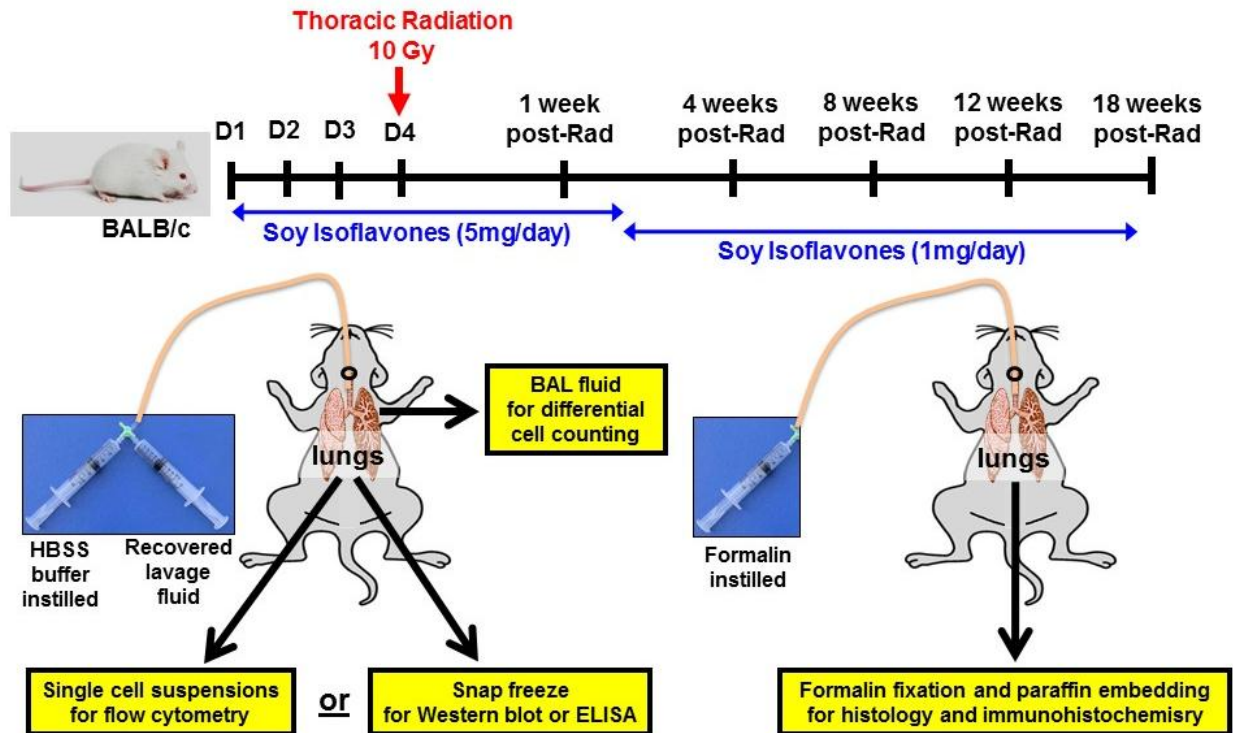 Thoracic Radiation
10 Gy
D1
D2
D3
D4
1 week
post-Rad
4 weeks
post-Rad
8 weeks
post-Rad
12 weeks
post-Rad
18 weeks
post-Rad
BALB/c
Soy Isoflavones (5mg/day)
Soy Isoflavones (1mg/day)
BAL fluid
for differential
cell counting
lungs
lungs
HBSS
buffer
instilled
Recovered
lavage
fluid
Formalin
instilled
Single cell suspensions
for flow cytometry
or
Snap freeze
for Western blot or ELISA
Formalin fixation and paraffin embedding
for histology and immunohistochemisry